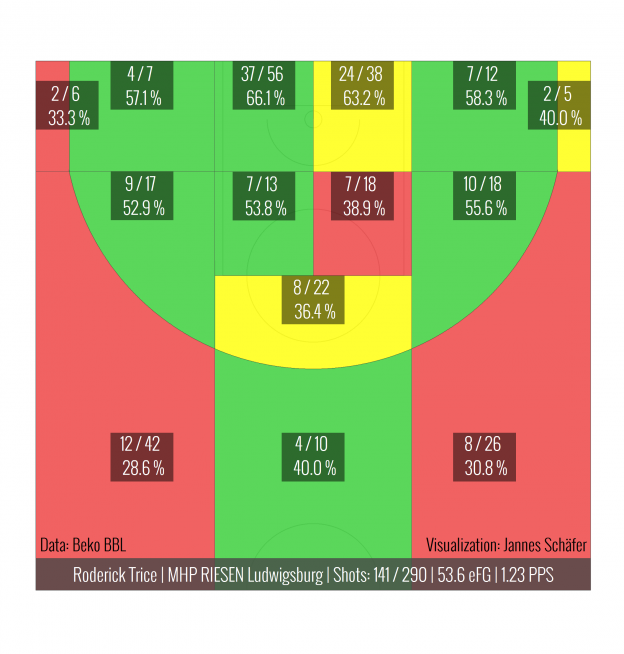 4 / 7
57.1 %
37 / 56
66.1 %
24 / 38
63.2 %
7 / 12
58.3 %
2 / 6
33.3 %
2 / 5
40.0 %
9 / 17
52.9 %
7 / 13
53.8 %
7 / 18
38.9 %
10 / 18
55.6 %
8 / 22
36.4 %
12 / 42
28.6 %
4 / 10
40.0 %
8 / 26
30.8 %
Data: Beko BBL
Visualization: Jannes Schäfer
Roderick Trice | MHP RIESEN Ludwigsburg | Shots: 141 / 290 | 53.6 eFG | 1.23 PPS